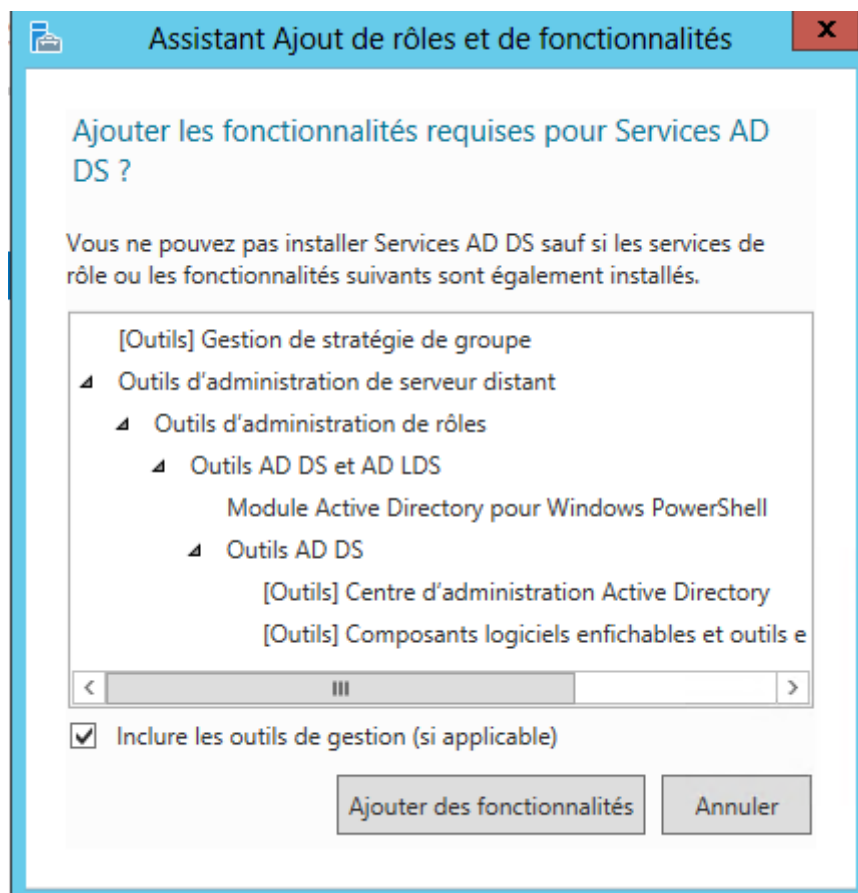 Assistant Ajout de rôles et de fonctionnalités
x
Ajouter les fonctionnalités requises pour Services AD
DS ?
Vous ne pouvez pas installer Services AD DS sauf si les services de
rôle ou les fonctionnalités suivants sont également installés.
[Outils] Gestion de stratégie de groupe
Outils d'administration de serveur distant
Outils d'administration de rôles
Outils AD DS et AD LDS
Module Active Directory pour Windows PowerShell
Outils AD DS
[Outils] Centre d'administration Active Directory
[Outils] Composants logiciels enfichables et outils e
Inclure les outils de gestion (si applicable)
Ajouter des fonctionnalités
Annuler